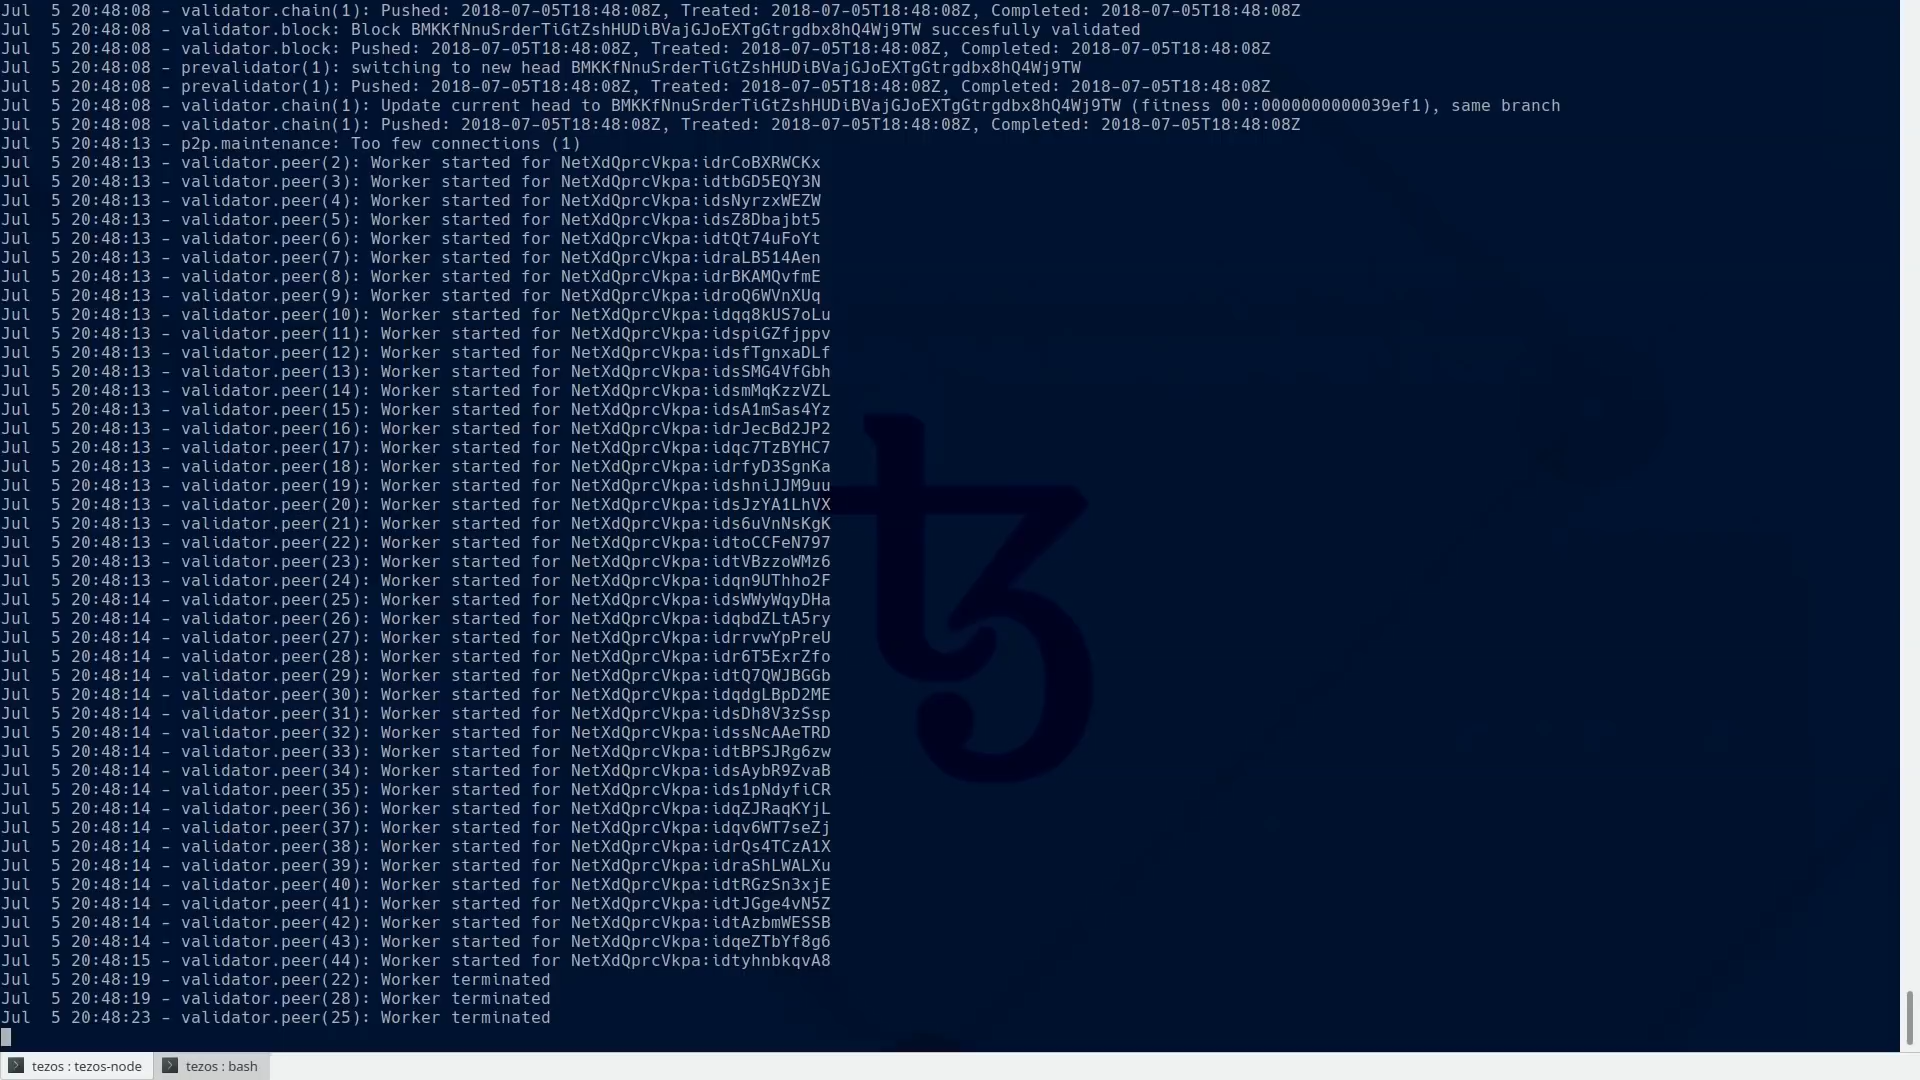 Jul  5 20:48:08 - validator.chain(1): Pushed: 2018-07-05T18:48:08Z, Treated: 2018-07-05T18:48:08Z, Completed: 2018-07-05T18:48:08Z
Jul  5 20:48:08 - validator.block: Block BMKKfNnuSrderTiGtZshHUDiBVajGJoEXTgGtrgdbx8hQ4Wj9TW succesfully validated
Jul  5 20:48:08 - validator.block: Pushed: 2018-07-05T18:48:08Z, Treated: 2018-07-05T18:48:08Z, Completed: 2018-07-05T18:48:08Z
Jul  5 20:48:08 - prevalidator(1): switching to new head BMKKfNnuSrderTiGtZshHUDiBVajGJoEXTgGtrgdbx8hQ4Wj9TW
Jul  5 20:48:08 - prevalidator(1): Pushed: 2018-07-05T18:48:08Z, Treated: 2018-07-05T18:48:08Z, Completed: 2018-07-05T18:48:08Z
Jul  5 20:48:08 - validator.chain(1): Update current head to BMKKfNnuSrderTiGtZshHUDiBVajGJoEXTgGtrgdbx8hQ4Wj9TW (fitness 00::0000000000039ef1), same branch
Jul  5 20:48:08 - validator.chain(1): Pushed: 2018-07-05T18:48:08Z, Treated: 2018-07-05T18:48:08Z, Completed: 2018-07-05T18:48:08Z
Jul  5 20:48:13 - p2p.maintenance: Too few connections (1)
Jul  5 20:48:13 - validator.peer(2): Worker started for NetXdQprcVkpa:idrCoBXRWCKx
Jul  5 20:48:13 - validator.peer(3): Worker started for NetXdQprcVkpa:idtbGD5EQY3N
Jul  5 20:48:13 - validator.peer(4): Worker started for NetXdQprcVkpa:idsNyrzxWEZW
Jul  5 20:48:13 - validator.peer(5): Worker started for NetXdQprcVkpa:idsZ8Dbajbt5
Jul  5 20:48:13 - validator.peer(6): Worker started for NetXdQprcVkpa:idtQt74uFoYt
Jul  5 20:48:13 - validator.peer(7): Worker started for NetXdQprcVkpa:idraLB514Aen
Jul  5 20:48:13 - validator.peer(8): Worker started for NetXdQprcVkpa:idrBKAMQvfmE
Jul  5 20:48:13 - validator.peer(9): Worker started for NetXdQprcVkpa:idroQ6WVnXUq
Jul  5 20:48:13 - validator.peer(10): Worker started for NetXdQprcVkpa:idqq8kUS7oLu
Jul  5 20:48:13 - validator.peer(11): Worker started for NetXdQprcVkpa:idspiGZfjppv
Jul  5 20:48:13 - validator.peer(12): Worker started for NetXdQprcVkpa:idsfTgnxaDLf
Jul  5 20:48:13 - validator.peer(13): Worker started for NetXdQprcVkpa:idsSMG4VfGbh
Jul  5 20:48:13 - validator.peer(14): Worker started for NetXdQprcVkpa:idsmMqKzzVZL
Jul  5 20:48:13 - validator.peer(15): Worker started for NetXdQprcVkpa:idsA1mSas4Yz
Jul  5 20:48:13 - validator.peer(16): Worker started for NetXdQprcVkpa:idrJecBd2JP2
Jul  5 20:48:13 - validator.peer(17): Worker started for NetXdQprcVkpa:idqc7TzBYHC7
Jul  5 20:48:13 - validator.peer(18): Worker started for NetXdQprcVkpa:idrfyD3SgnKa
Jul  5 20:48:13 - validator.peer(19): Worker started for NetXdQprcVkpa:idshniJJM9uu
Jul  5 20:48:13 - validator.peer(20): Worker started for NetXdQprcVkpa:idsJzYA1LhVX
Jul  5 20:48:13 - validator.peer(21): Worker started for NetXdQprcVkpa:ids6uVnNsKgK
Jul  5 20:48:13 - validator.peer(22): Worker started for NetXdQprcVkpa:idtoCCFeN797
Jul  5 20:48:13 - validator.peer(23): Worker started for NetXdQprcVkpa:idtVBzzoWMz6
Jul  5 20:48:13 - validator.peer(24): Worker started for NetXdQprcVkpa:idqn9UThho2F
Jul  5 20:48:14 - validator.peer(25): Worker started for NetXdQprcVkpa:idsWWyWqyDHa
Jul  5 20:48:14 - validator.peer(26): Worker started for NetXdQprcVkpa:idqbdZLtA5ry
Jul  5 20:48:14 - validator.peer(27): Worker started for NetXdQprcVkpa:idrrvwYpPreU
Jul  5 20:48:14 - validator.peer(28): Worker started for NetXdQprcVkpa:idr6T5ExrZfo
Jul  5 20:48:14 - validator.peer(29): Worker started for NetXdQprcVkpa:idtQ7QWJBGGb
Jul  5 20:48:14 - validator.peer(30): Worker started for NetXdQprcVkpa:idqdgLBpD2ME
Jul  5 20:48:14 - validator.peer(31): Worker started for NetXdQprcVkpa:idsDh8V3zSsp
Jul  5 20:48:14 - validator.peer(32): Worker started for NetXdQprcVkpa:idssNcAAeTRD
Jul  5 20:48:14 - validator.peer(33): Worker started for NetXdQprcVkpa:idtBPSJRg6zw
Jul  5 20:48:14 - validator.peer(34): Worker started for NetXdQprcVkpa:idsAybR9ZvaB
Jul  5 20:48:14 - validator.peer(35): Worker started for NetXdQprcVkpa:ids1pNdyfiCR
Jul  5 20:48:14 - validator.peer(36): Worker started for NetXdQprcVkpa:idqZJRaqKYjL
Jul  5 20:48:14 - validator.peer(37): Worker started for NetXdQprcVkpa:idqv6WT7seZj
Jul  5 20:48:14 - validator.peer(38): Worker started for NetXdQprcVkpa:idrQs4TCzA1X
Jul  5 20:48:14 - validator.peer(39): Worker started for NetXdQprcVkpa:idraShLWALXu
Jul  5 20:48:14 - validator.peer(40): Worker started for NetXdQprcVkpa:idtRGzSn3xjE
Jul  5 20:48:14 - validator.peer(41): Worker started for NetXdQprcVkpa:idtJGge4vN5Z
Jul  5 20:48:14 - validator.peer(42): Worker started for NetXdQprcVkpa:idtAzbmWESSB
Jul  5 20:48:14 - validator.peer(43): Worker started for NetXdQprcVkpa:idqeZTbYf8g6
Jul  5 20:48:15 - validator.peer(44): Worker started for NetXdQprcVkpa:idtyhnbkqvA8
Jul  5 20:48:19 - validator.peer(22): Worker terminated
Jul  5 20:48:19 - validator.peer(28): Worker terminated
Jul  5 20:48:23 - validator.peer(25): Worker terminated
tezos : tezos-node
tezos : bash